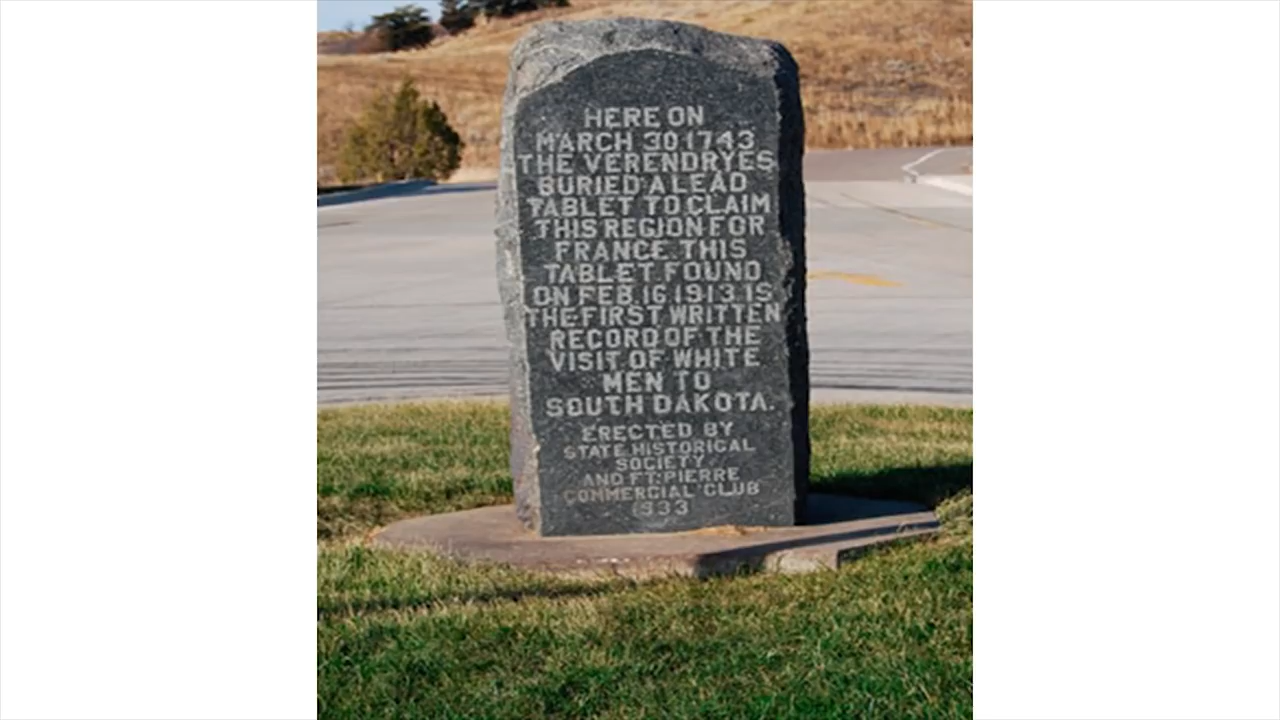 HERE ON
MARCH 30 1743
THE VERENDRYES
BURIED A LEAD
TABLET TO CLAIM
THIS REGION FOR
FRANCE. THIS
TABLET FOUND
ON FEB. 16 1913 IS
THE FIRST WRITTEN
RECORD OF THE
VISIT OF WHITE
MEN TO
SOUTH DAKOTA.
ERECTED BY
STATE HISTORICAL
SOCIETY
AND FT. PIERRE
COMMERCIAL CLUB
1933